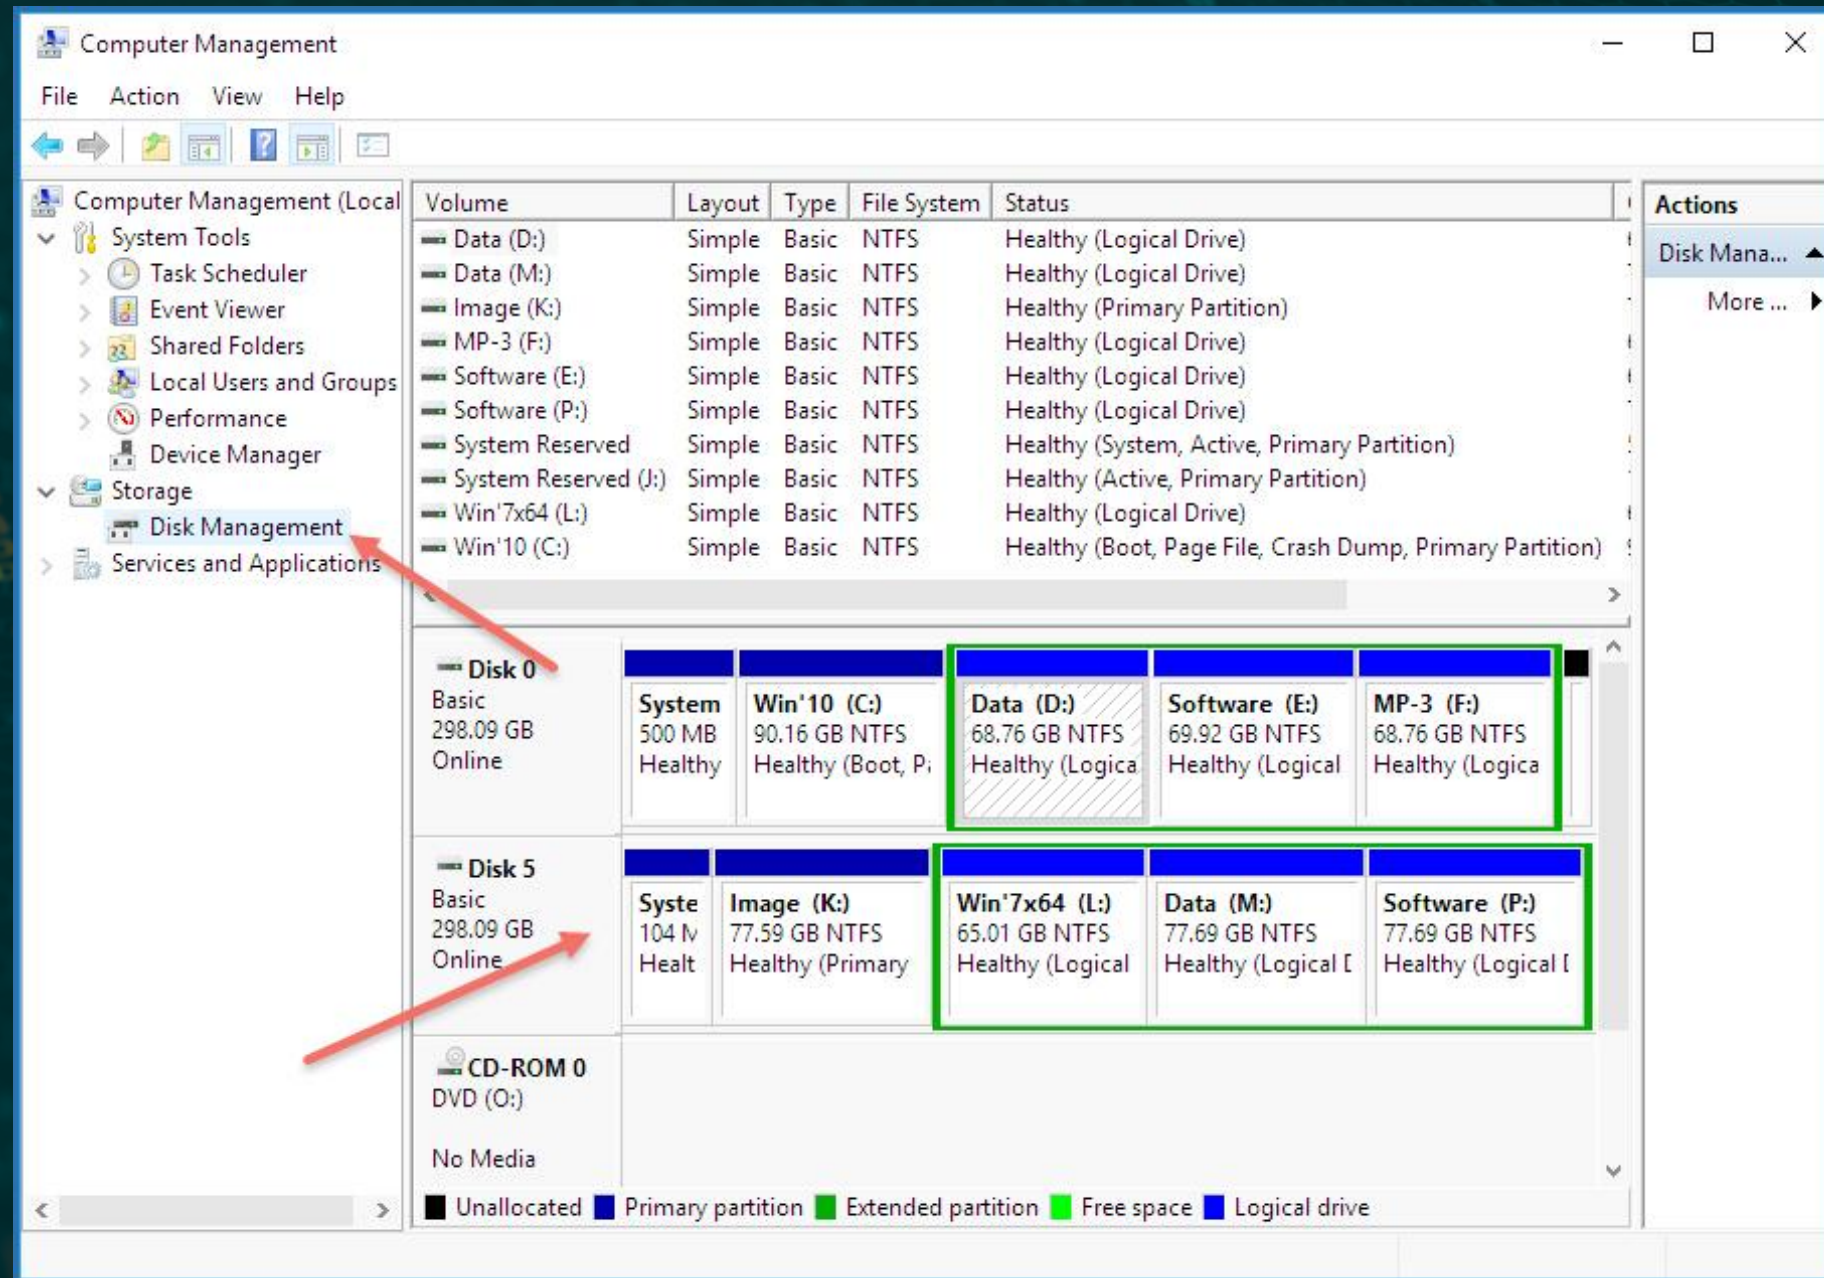 Computer Management
File Action View Help
Computer Management (Local
System Tools
Task Scheduler
Event Viewer
Shared Folders
Local Users and Groups
Performance
Device Manager
Storage
Disk Management
Services and Applications
Volume Layout Type File System Status
Data (D:) Simple Basic NTFS Healthy (Logical Drive)
Data (M:) Simple Basic NTFS Healthy (Logical Drive)
Image (K:) Simple Basic NTFS Healthy (Primary Partition)
MP-3 (F:) Simple Basic NTFS Healthy (Logical Drive)
Software (E:) Simple Basic NTFS Healthy (Logical Drive)
Software (P:) Simple Basic NTFS Healthy (Logical Drive)
System Reserved Simple Basic NTFS Healthy (System, Active, Primary Partition)
System Reserved (J:) Simple Basic NTFS Healthy (Active, Primary Partition)
Win'7x64 (L:) Simple Basic NTFS Healthy (Logical Drive)
Win'10 (C:) Simple Basic NTFS Healthy (Boot, Page File, Crash Dump, Primary Partition)
Actions
Disk Mana...
More ...
Disk 0
Basic
298.09 GB
Online
System
500 MB
Healthy
Win'10 (C:)
90.16 GB NTFS
Healthy (Boot, Pa
Data (D:)
68.76 GB NTFS
Healthy (Logica
Software (E:)
69.92 GB NTFS
Healthy (Logical
MP-3 (F:)
68.76 GB NTFS
Healthy (Logica
Disk 5
Basic
298.09 GB
Online
Syste
104 M
Healt
Image (K:)
77.59 GB NTFS
Healthy (Primary
Win'7x64 (L:)
65.01 GB NTFS
Healthy (Logical
Data (M:)
77.69 GB NTFS
Healthy (Logical D
Software (P:)
77.69 GB NTFS
Healthy (Logical D
CD-ROM 0
DVD (O:)
No Media
Unallocated Primary partition Extended partition Free space Logical drive